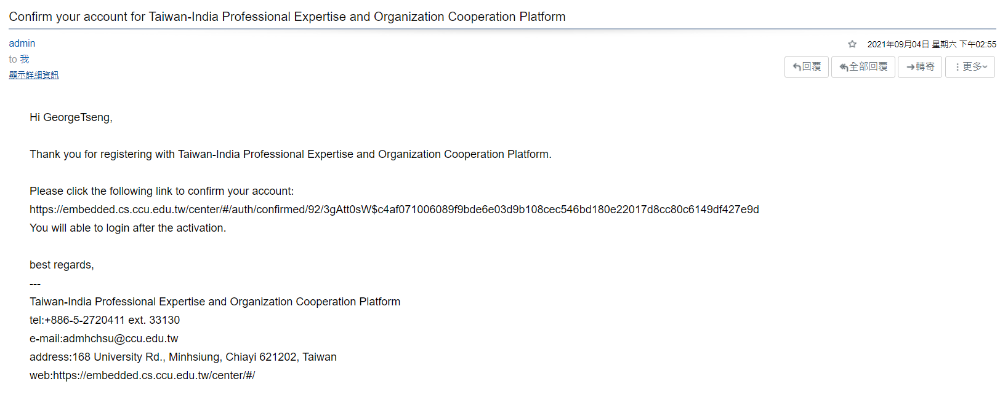 Confirm your account for Taiwan-India Professional Expertise and Organization Cooperation Platform
admin
2021年09月04日 星期六 下午02:55
to 我
回覆 全部回覆 轉寄 更多
顯示詳細資訊
Hi GeorgeTseng,
Thank you for registering with Taiwan-India Professional Expertise and Organization Cooperation Platform.
Please click the following link to confirm your account:
https://embedded.cs.ccu.edu.tw/center/#/auth/confirmed/92/3gAtt0sW$c4af071006089f9bde6e03d9b108cec546bd180e22017d8cc80c6149df427e9d
You will able to login after the activation.
best regards,
---
Taiwan-India Professional Expertise and Organization Cooperation Platform
tel:+886-5-2720411 ext. 33130
e-mail:admhchsu@ccu.edu.tw
address:168 University Rd., Minhsiung, Chiayi 621202, Taiwan
web:https://embedded.cs.ccu.edu.tw/center/#/